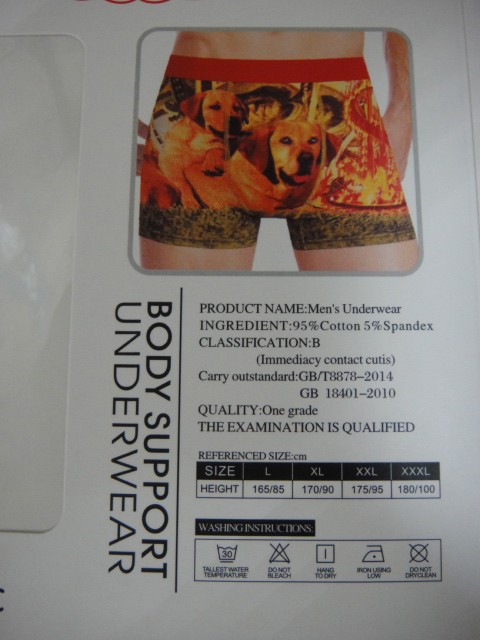 BODY SUPPORT
UNDERWEAR
PRODUCT NAME:Men's Underwear
INGREDIENT:95%Cotton 5%Spandex
CLASSIFICATION:B
(Immediacy contact cutis)
Carry outstandard:GB/T8878-2014
GB 18401-2010
QUALITY:One grade
THE EXAMINATION IS QUALIFIED
REFERENCED SIZE:cm
SIZE L XL XXL XXXL
HEIGHT 165/85 170/90 175/95 180/100
WASHING INSTRUCTIONS:
30
TALLEST WATER TEMPERATURE
DO NOT BLEACH
HANG TO DRY
IRON USING LOW
DO NOT DRYCLEAN